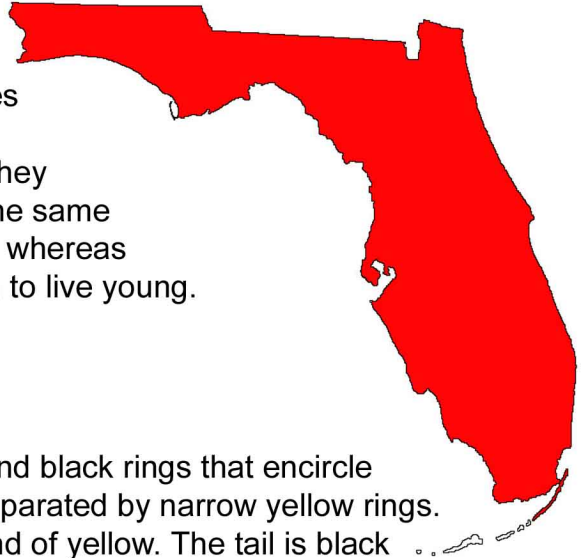 es
hey
he same
whereas
to live young.
nd black rings that encircle
parated by narrow yellow rings.
nd of yellow. The tail is black